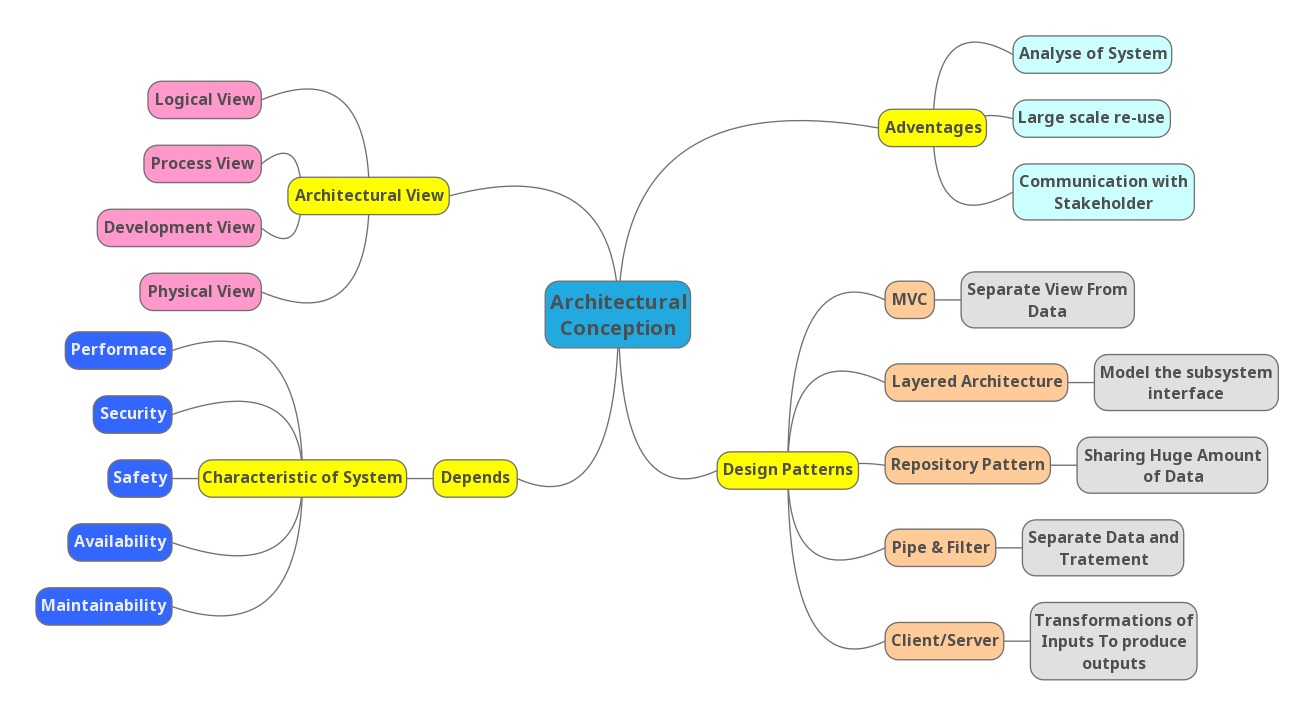 Architectural
Conception
Architectural View
Logical View
Process View
Development View
Physical View
Depends
Characteristic of System
Performace
Security
Safety
Availability
Maintainability
Adventages
Analyse of System
Large scale re-use
Communication with
Stakeholder
Design Patterns
MVC
Separate View From
Data
Layered Architecture
Model the subsystem
interface
Repository Pattern
Sharing Huge Amount
of Data
Pipe & Filter
Separate Data and
Tratement
Client/Server
Transformations of
Inputs To produce
outputs